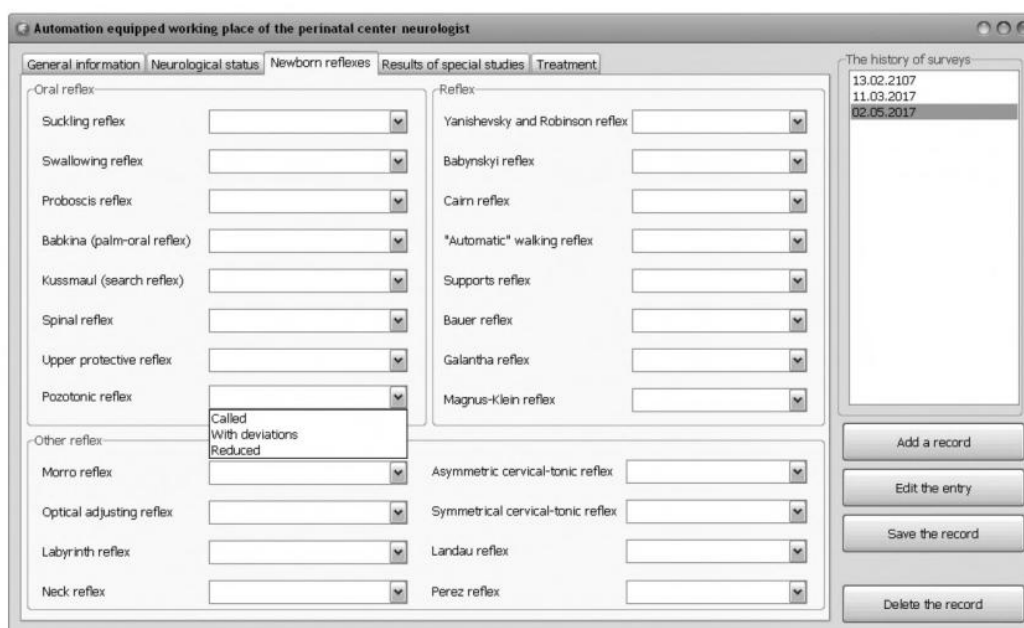 Automation equipped working place of the perinatal center neurologist
General information Neurological status Newborn reflexes Results of special studies Treatment
Oral reflex
Suckling reflex
Swallowing reflex
Proboscis reflex
Babkina (palm-oral reflex)
Kussmaul (search reflex)
Spinal reflex
Upper protective reflex
Pozotonic reflex
Called
With deviations
Reduced
Reflex
Yanishevsky and Robinson reflex
Babynskyi reflex
Cairn reflex
"Automatic" walking reflex
Supports reflex
Bauer reflex
Galantha reflex
Magnus-Klein reflex
Other reflex
Morro reflex
Optical adjusting reflex
Labyrinth reflex
Neck reflex
Asymmetric cervical-tonic reflex
Symmetrical cervical-tonic reflex
Landau reflex
Perez reflex
The history of surveys
13.02.2107
11.03.2017
02.05.2017
Add a record
Edit the entry
Save the record
Delete the record